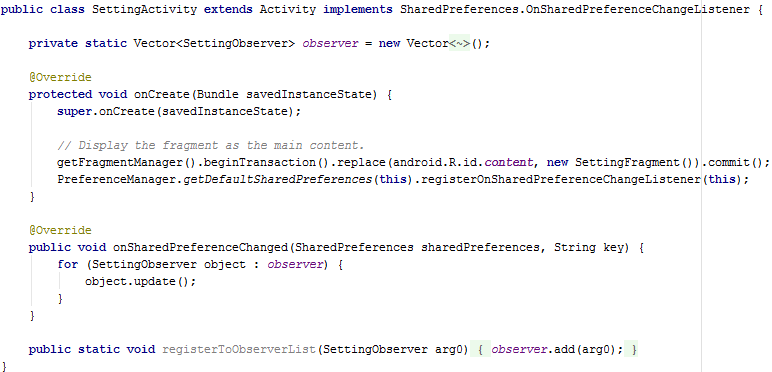 public class SettingActivity extends Activity implements SharedPreferences.OnSharedPreferenceChangeListener {
private static Vector<SettingObserver> observer = new Vector<~>();
@Override
protected void onCreate(Bundle savedInstanceState) {
super.onCreate(savedInstanceState);
// Display the fragment as the main content.
getFragmentManager().beginTransaction().replace(android.R.id.content, new SettingFragment()).commit();
PreferenceManager.getDefaultSharedPreferences(this).registerOnSharedPreferenceChangeListener(this);
}
@Override
public void onSharedPreferenceChanged(SharedPreferences sharedPreferences, String key) {
for (SettingObserver object : observer) {
object.update();
}
}
public static void registerToObserverList(SettingObserver arg0) { observer.add(arg0); }
}